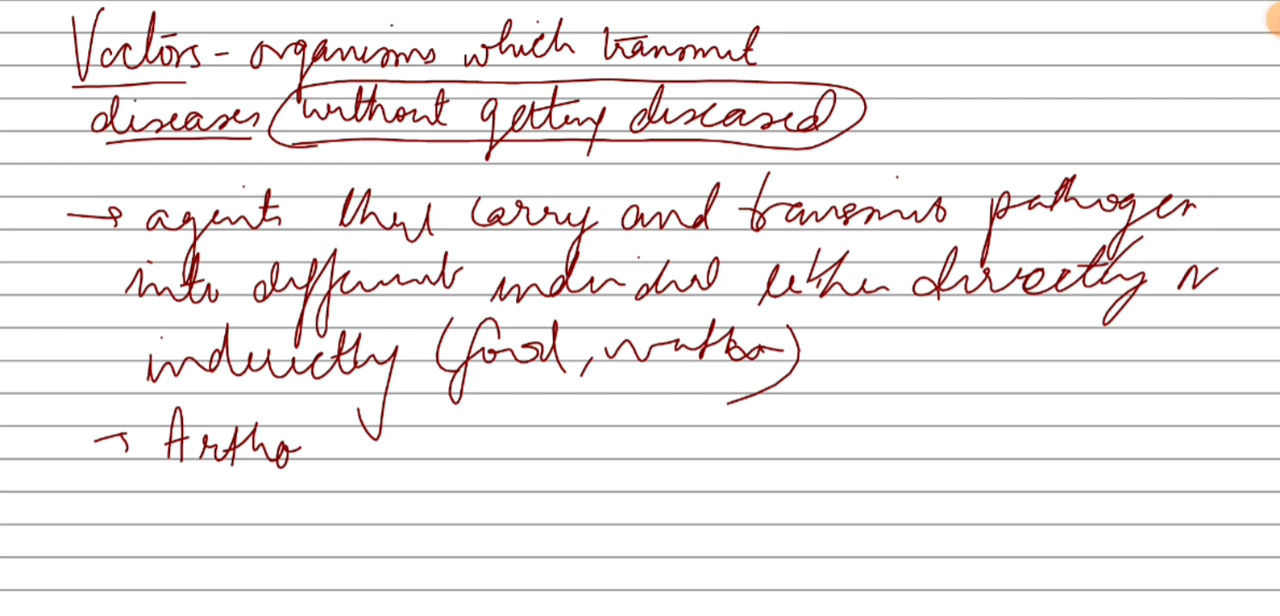 Vectors - organisms which transmit
diseases (without getting diseased)
→ agents they carry and transmit pathogen
into different individual either directly or
indirectly (food, water)
→ Artho